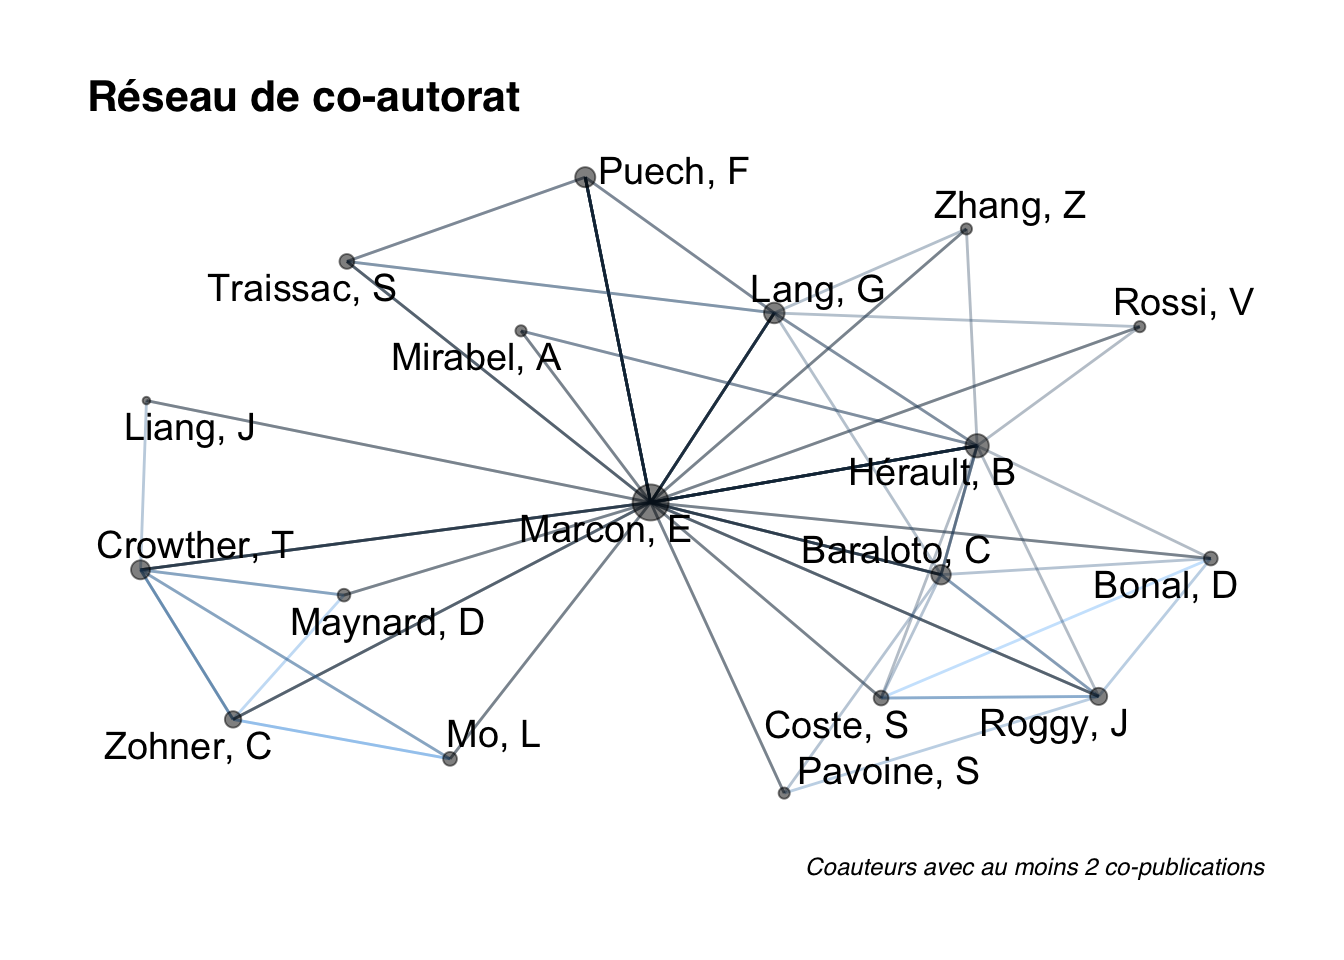 Réseau de co-autorat
Puech, F
Zhang, Z
Traissac, S
Lang, G
Rossi, V
Mirabel, A
Liang, J
Hérault, B
Marcon, E
Crowther, T
Baraloto, C
Bonal, D
Maynard, D
Coste, S
Roggy, J
Mo, L
Zohner, C
Pavoine, S
Coauteurs avec au moins 2 co-publications